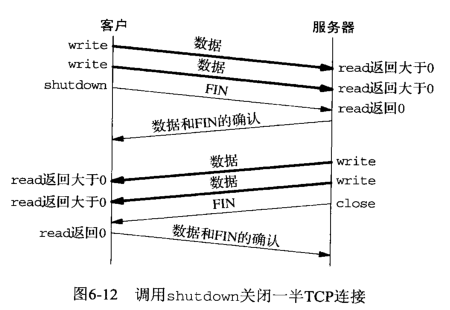 客户 服务器
write 数据
write 数据 read返回大于0
shutdown FIN read返回大于0
read返回0
数据和FIN的确认
数据 write
read返回大于0 数据 write
read返回大于0 FIN close
read返回0 数据和FIN的确认
图6-12 调用shutdown关闭一半TCP连接